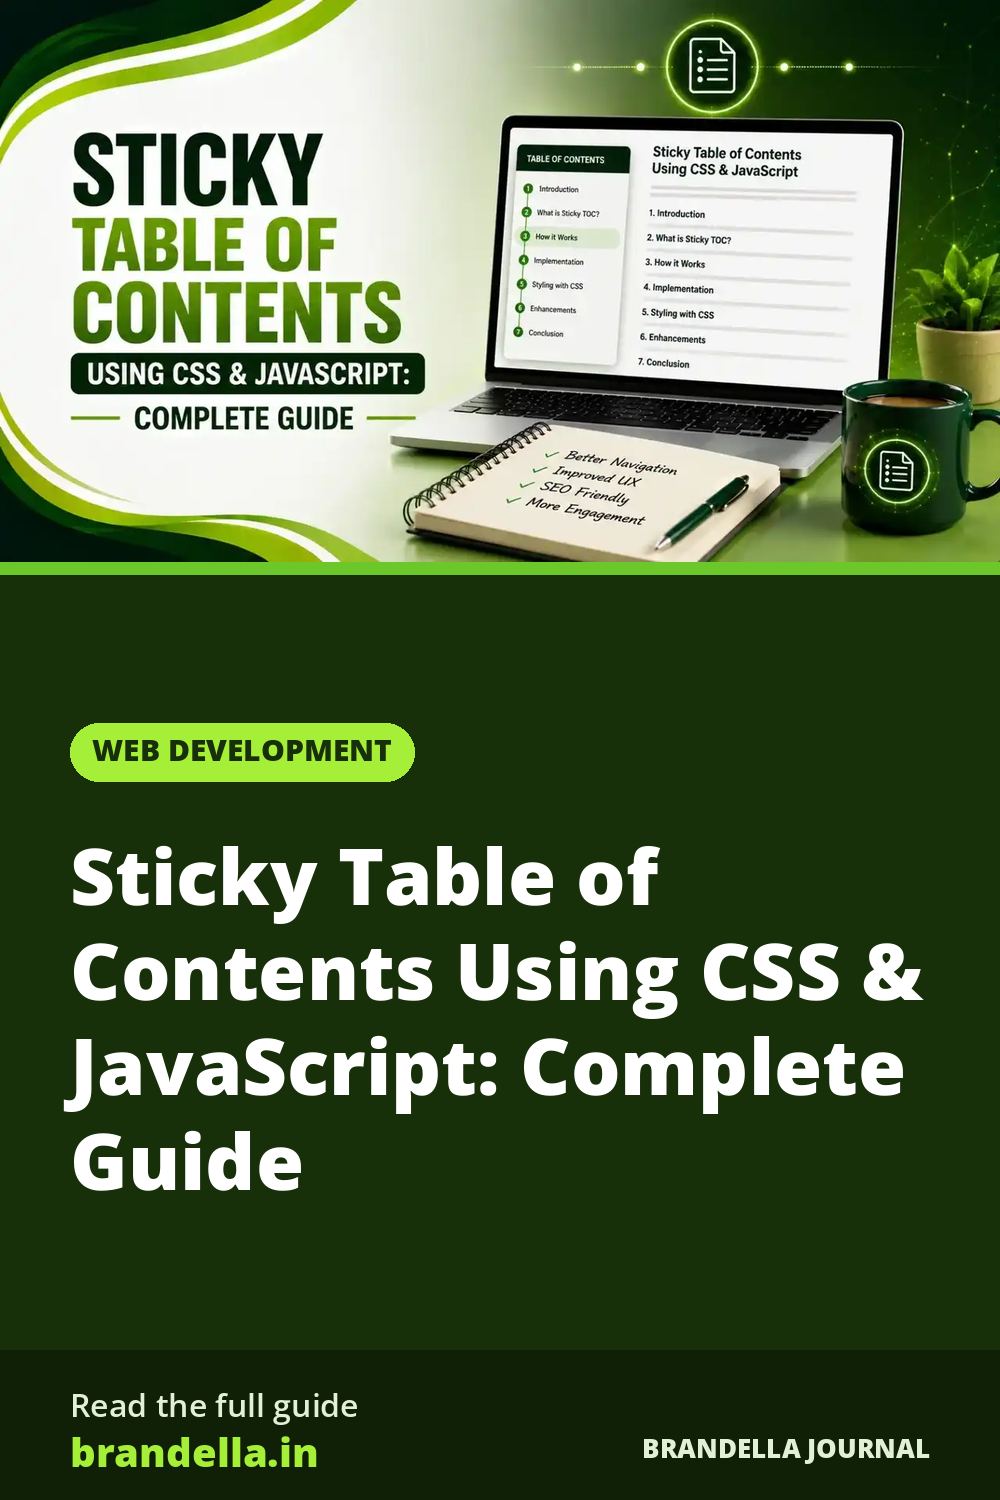 STICKY
TABLE OF
CONTENTS
USING CSS & JAVASCRIPT:
COMPLETE GUIDE
TABLE OF CONTENTS
1 Introduction
2 What is Sticky TOC?
3 How it Works
4 Implementation
5 Styling with CSS
6 Enhancements
7 Conclusion
Sticky Table of Contents
Using CSS & JavaScript
1. Introduction
2. What is Sticky TOC?
3. How it Works
4. Implementation
5. Styling with CSS
6. Enhancements
7. Conclusion
Better Navigation
Improved UX
SEO Friendly
More Engagement
WEB DEVELOPMENT
Sticky Table of
Contents Using CSS &
JavaScript: Complete
Guide
Read the full guide
brandella.in
BRANDELLA JOURNAL